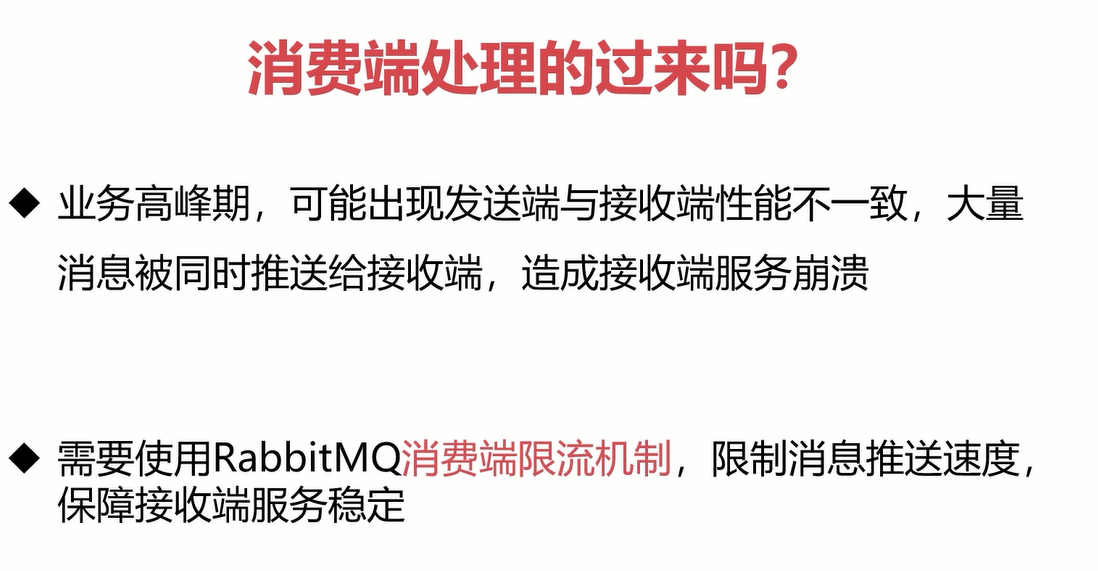 消费端处理的过来吗？
◆ 业务高峰期，可能出现发送端与接收端性能不一致，大量
消息被同时推送给接收端，造成接收端服务崩溃
◆ 需要使用RabbitMQ消费端限流机制，限制消息推送速度，
保障接收端服务稳定